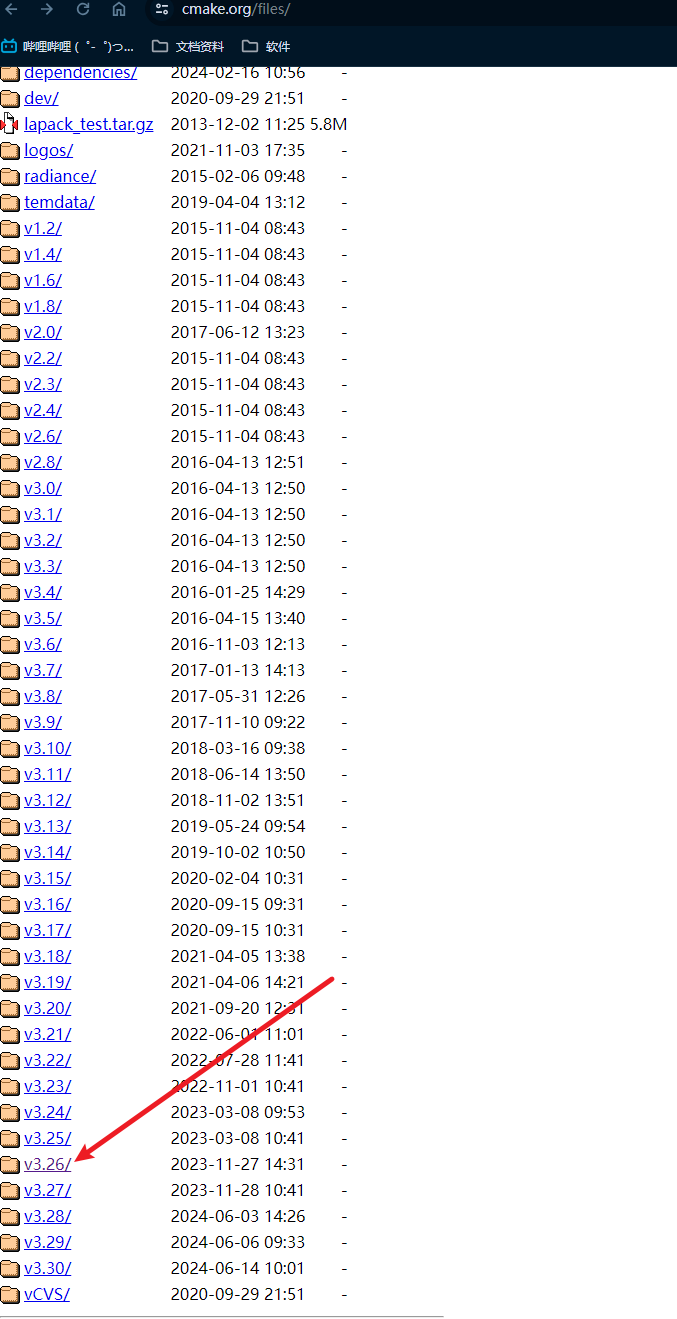 cmake.org/files/
哔哩哔哩 (゜-゜)つ... 文档资料 软件
dependencies/ 2024-02-16 10:56 -
dev/ 2020-09-29 21:51 -
lapack_test.tar.gz 2013-12-02 11:25 5.8M
logos/ 2021-11-03 17:35 -
radiance/ 2015-02-06 09:48 -
temdata/ 2019-04-04 13:12 -
v1.2/ 2015-11-04 08:43 -
v1.4/ 2015-11-04 08:43 -
v1.6/ 2015-11-04 08:43 -
v1.8/ 2015-11-04 08:43 -
v2.0/ 2017-06-12 13:23 -
v2.2/ 2015-11-04 08:43 -
v2.3/ 2015-11-04 08:43 -
v2.4/ 2015-11-04 08:43 -
v2.6/ 2015-11-04 08:43 -
v2.8/ 2016-04-13 12:51 -
v3.0/ 2016-04-13 12:50 -
v3.1/ 2016-04-13 12:50 -
v3.2/ 2016-04-13 12:50 -
v3.3/ 2016-04-13 12:50 -
v3.4/ 2016-01-25 14:29 -
v3.5/ 2016-04-15 13:40 -
v3.6/ 2016-11-03 12:13 -
v3.7/ 2017-01-13 14:13 -
v3.8/ 2017-05-31 12:26 -
v3.9/ 2017-11-10 09:22 -
v3.10/ 2018-03-16 09:38 -
v3.11/ 2018-06-14 13:50 -
v3.12/ 2018-11-02 13:51 -
v3.13/ 2019-05-24 09:54 -
v3.14/ 2019-10-02 10:50 -
v3.15/ 2020-02-04 10:31 -
v3.16/ 2020-09-15 09:31 -
v3.17/ 2020-09-15 10:31 -
v3.18/ 2021-04-05 13:38 -
v3.19/ 2021-04-06 14:21 -
v3.20/ 2021-09-20 12:31 -
v3.21/ 2022-06-01 11:01 -
v3.22/ 2022-07-28 11:41 -
v3.23/ 2022-11-01 10:41 -
v3.24/ 2023-03-08 09:53 -
v3.25/ 2023-03-08 10:41 -
v3.26/ 2023-11-27 14:31 -
v3.27/ 2023-11-28 10:41 -
v3.28/ 2024-06-03 14:26 -
v3.29/ 2024-06-06 09:33 -
v3.30/ 2024-06-14 10:01 -
vCVS/ 2020-09-29 21:51 -